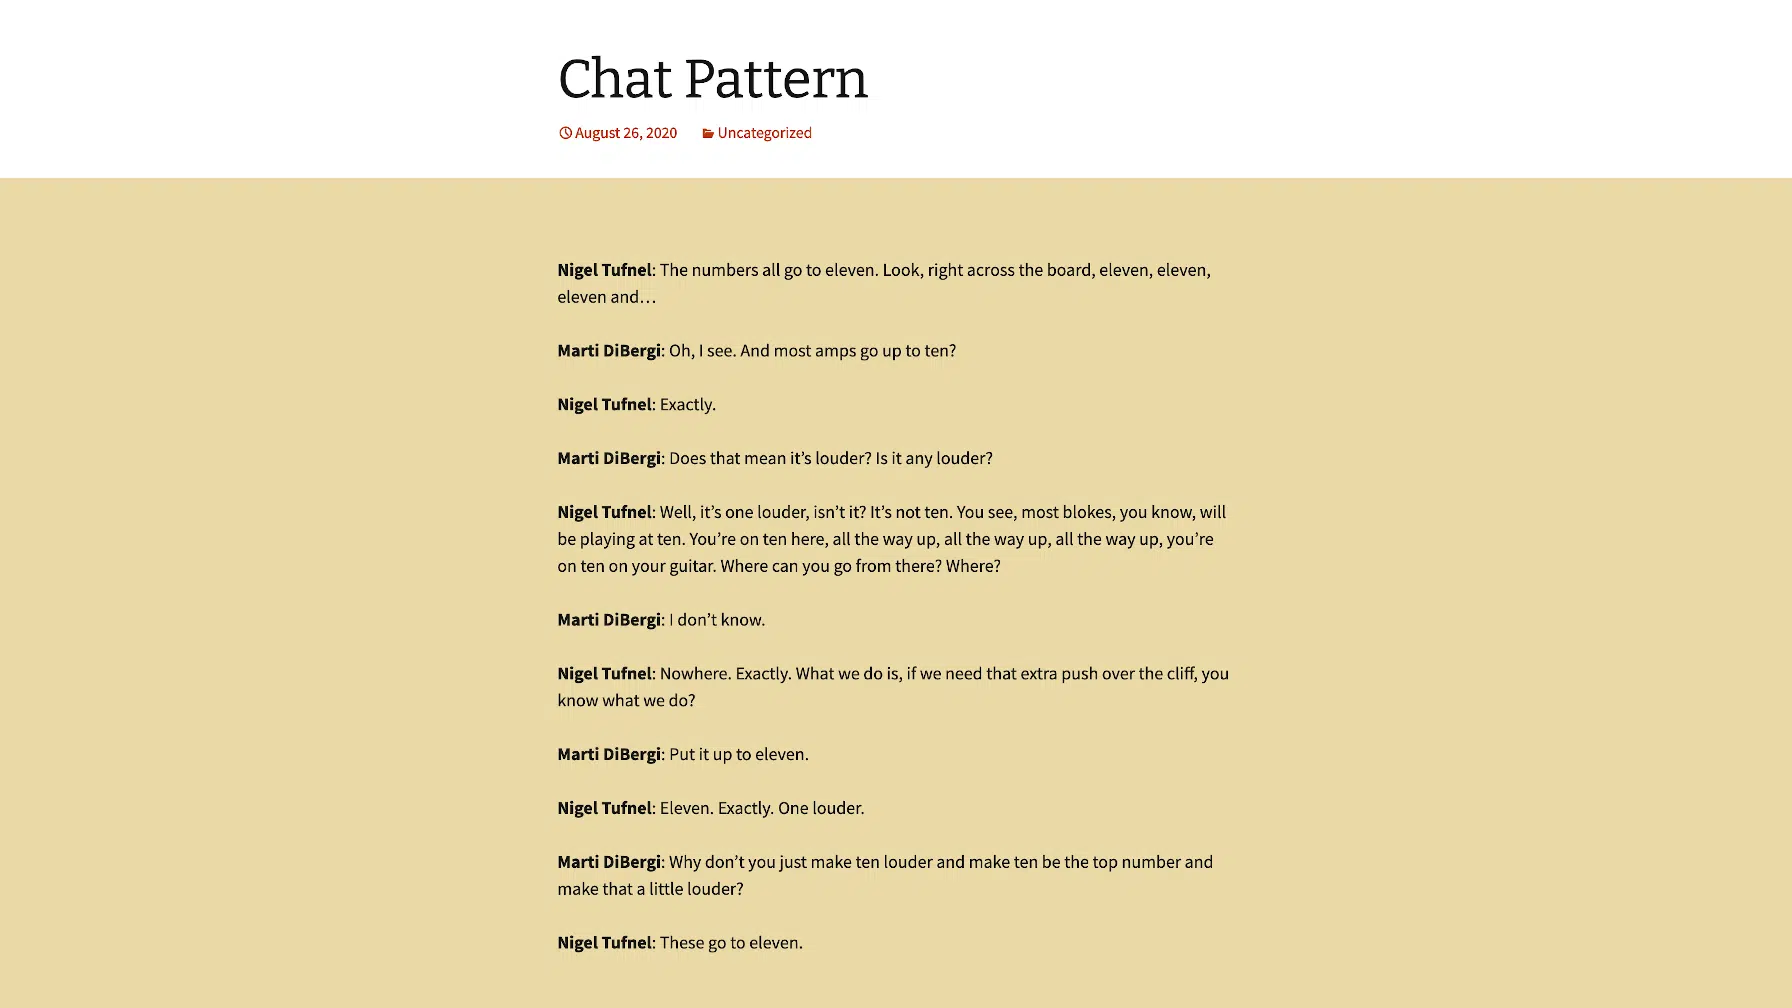 Chat Pattern
August 26, 2020 Uncategorized
Nigel Tufnel: The numbers all go to eleven. Look, right across the board, eleven, eleven,
eleven and…
Marti DiBergi: Oh, I see. And most amps go up to ten?
Nigel Tufnel: Exactly.
Marti DiBergi: Does that mean it’s louder? Is it any louder?
Nigel Tufnel: Well, it’s one louder, isn’t it? It’s not ten. You see, most blokes, you know, will
be playing at ten. You’re on ten here, all the way up, all the way up, all the way up, you’re
on ten on your guitar. Where can you go from there? Where?
Marti DiBergi: I don’t know.
Nigel Tufnel: Nowhere. Exactly. What we do is, if we need that extra push over the cliff, you
know what we do?
Marti DiBergi: Put it up to eleven.
Nigel Tufnel: Eleven. Exactly. One louder.
Marti DiBergi: Why don’t you just make ten louder and make ten be the top number and
make that a little louder?
Nigel Tufnel: These go to eleven.